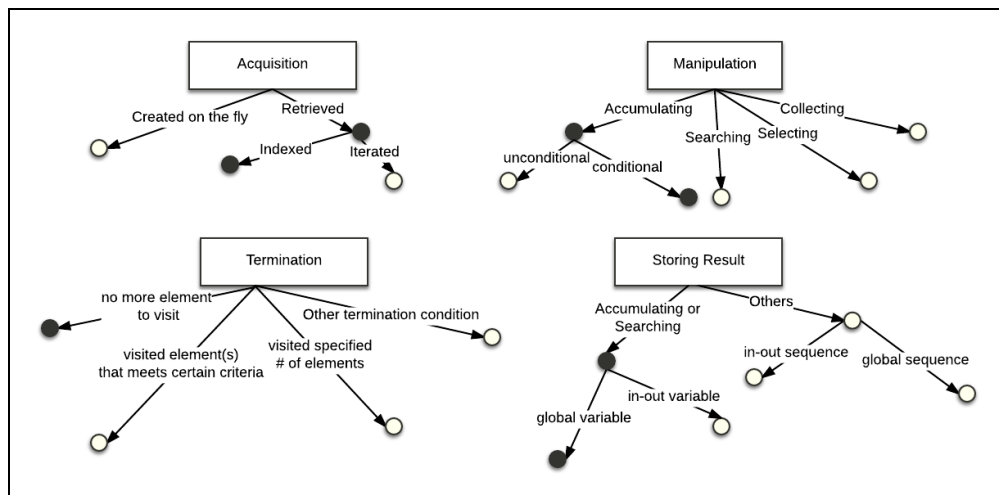 Acquisition
Created on the fly
Retrieved
Indexed
Iterated
Manipulation
Accumulating
Collecting
Searching
Selecting
unconditional
conditional
Termination
no more element
to visit
Other termination condition
visited element(s)
that meets certain criteria
visited specified
# of elements
Storing Result
Accumulating or
Searching
Others
in-out sequence
global sequence
in-out variable
global variable